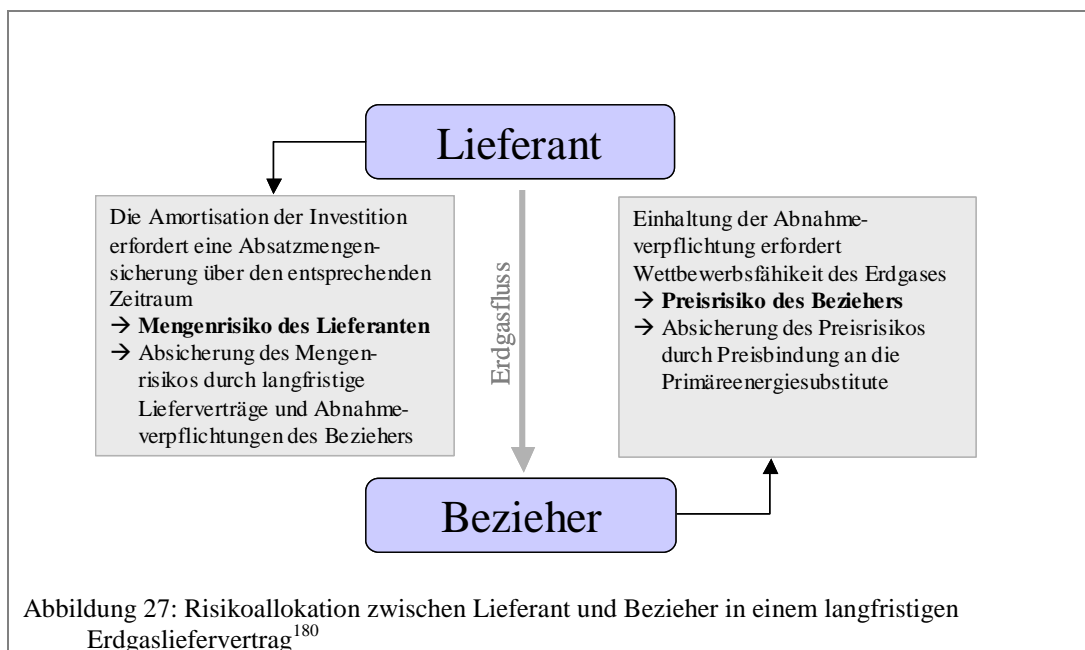 Lieferant
Die Amortisation der Investition
erfordert eine Absatzmengen-
sicherung über den entsprechenden
Zeitraum
→ Mengenrisiko des Lieferanten
→ Absicherung des Mengen-
risikos durch langfristige
Lieferverträge und Abnahme-
verpflichtungen des Beziehers
Erdgasfluss
Einhaltung der Abnahme-
verpflichtung erfordert
Wettbewerbsfähikeit des Erdgases
→ Preisrisiko des Beziehers
→ Absicherung des Preisrisikos
durch Preisbindung an die
Primäreenergiesubstitute
Bezieher
Abbildung 27: Risikoallokation zwischen Lieferant und Bezieher in einem langfristigen
Erdgasliefervertrag180